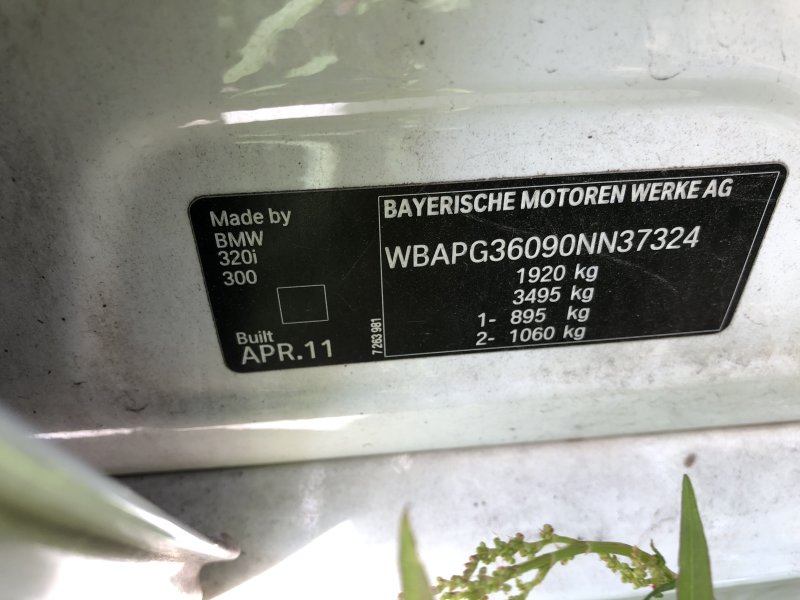 Made by
BMW
320i
300
Built
APR.11
7 263 981
BAYERISCHE MOTOREN WERKE AG
WBAPG36090NN37324
1920 kg
3495 kg
1- 895 kg
2- 1060 kg